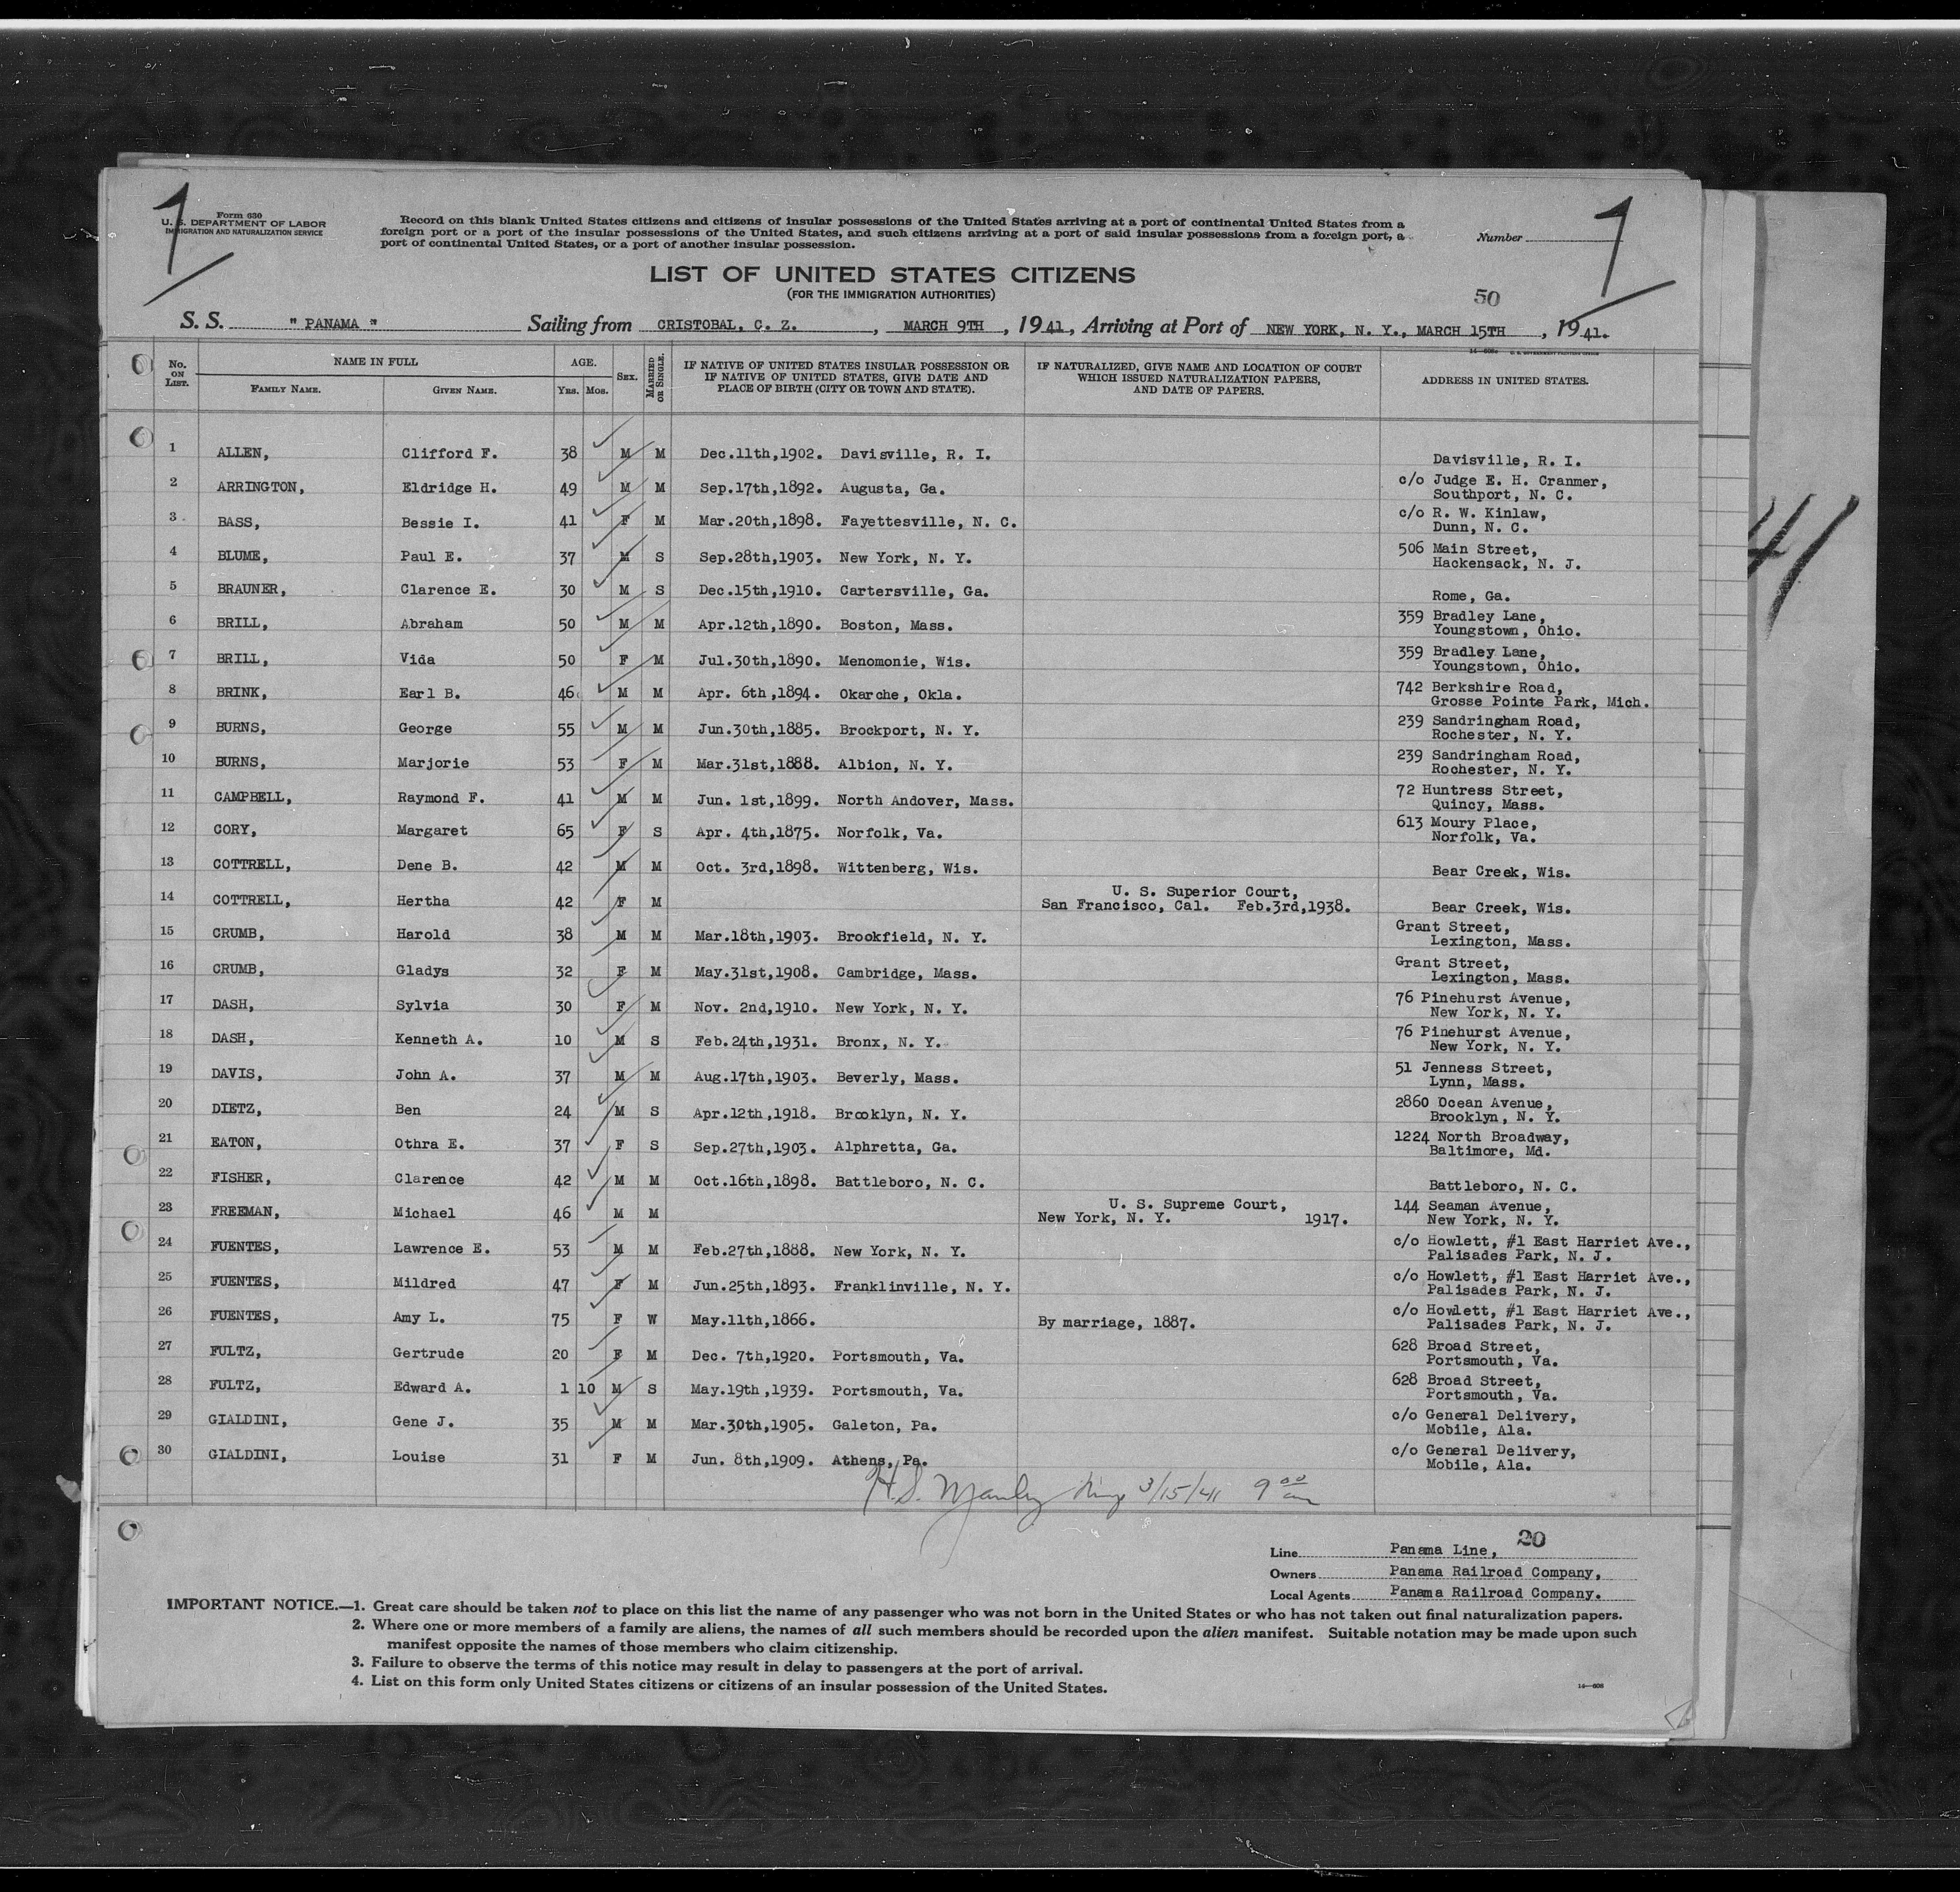 Form 630
U. S. DEPARTMENT OF LABOR
IMMIGRATION AND NATURALIZATION SERVICE
Record on this blank United States citizens and citizens of insular possessions of the United States arriving at a port of continental United States from a
foreign port or a port of the insular possessions of the United States, and such citizens arriving at a port of said insular possessions from a foreign port, a
port of continental United States, or a port of another insular possession.
Number
1
1
LIST OF UNITED STATES CITIZENS
(FOR THE IMMIGRATION AUTHORITIES)
50
S. S. " PANAMA " Sailing from CRISTOBAL, C. Z. , MARCH 9TH , 1941, Arriving at Port of NEW YORK, N. Y., MARCH 15TH , 1941.
No. ON LIST. NAME IN FULL AGE. SEX. MARRIED OR SINGLE. IF NATIVE OF UNITED STATES INSULAR POSSESSION OR IF NATIVE OF UNITED STATES, GIVE DATE AND PLACE OF BIRTH (CITY OR TOWN AND STATE). IF NATURALIZED, GIVE NAME AND LOCATION OF COURT WHICH ISSUED NATURALIZATION PAPERS, AND DATE OF PAPERS. ADDRESS IN UNITED STATES.
FAMILY NAME. GIVEN NAME. YRS. MOS.
1 ALLEN, Clifford F. 38 M M Dec.11th,1902. Davisville, R. I. Davisville, R. I.
2 ARRINGTON, Eldridge H. 49 M M Sep.17th,1892. Augusta, Ga. c/o Judge E. H. Cranmer,
Southport, N. C.
3 BASS, Bessie I. 41 F M Mar.20th,1898. Fayettesville, N. C. c/o R. W. Kinlaw,
Dunn, N. C.
4 BLUME, Paul E. 37 M S Sep.28th,1903. New York, N. Y. 506 Main Street,
Hackensack, N. J.
5 BRAUNER, Clarence E. 30 M S Dec.15th,1910. Cartersville, Ga. Rome, Ga.
6 BRILL, Abraham 50 M M Apr.12th,1890. Boston, Mass. 359 Bradley Lane,
Youngstown, Ohio.
7 BRILL, Vida 50 F M Jul.30th,1890. Menomonie, Wis. 359 Bradley Lane,
Youngstown, Ohio.
8 BRINK, Earl B. 46 M M Apr. 6th,1894. Okarche, Okla. 742 Berkshire Road,
Grosse Pointe Park, Mich.
9 BURNS, George 55 M M Jun.30th,1885. Brockport, N. Y. 239 Sandringham Road,
Rochester, N. Y.
10 BURNS, Marjorie 53 F M Mar.31st,1888. Albion, N. Y. 239 Sandringham Road,
Rochester, N. Y.
11 CAMPBELL, Raymond F. 41 M M Jun. 1st,1899. North Andover, Mass. 72 Huntress Street,
Quincy, Mass.
12 CORY, Margaret 65 F S Apr. 4th,1875. Norfolk, Va. 613 Moury Place,
Norfolk, Va.
13 COTTRELL, Dene B. 42 M M Oct. 3rd,1898. Wittenberg, Wis. Bear Creek, Wis.
14 COTTRELL, Hertha 42 F M U. S. Superior Court,
San Francisco, Cal. Feb.3rd,1938. Bear Creek, Wis.
15 CRUMB, Harold 38 M M Mar.18th,1903. Brookfield, N. Y. Grant Street,
Lexington, Mass.
16 CRUMB, Gladys 32 F M May.31st,1908. Cambridge, Mass. Grant Street,
Lexington, Mass.
17 DASH, Sylvia 30 F M Nov. 2nd,1910. New York, N. Y. 76 Pinehurst Avenue,
New York, N. Y.
18 DASH, Kenneth A. 10 M S Feb.24th,1931. Bronx, N. Y. 76 Pinehurst Avenue,
New York, N. Y.
19 DAVIS, John A. 37 M M Aug.17th,1903. Beverly, Mass. 51 Jenness Street,
Lynn, Mass.
20 DIETZ, Ben 24 M S Apr.12th,1918. Brooklyn, N. Y. 2860 Ocean Avenue,
Brooklyn, N. Y.
21 EATON, Othra E. 37 F S Sep.27th,1903. Alphretta, Ga. 1224 North Broadway,
Baltimore, Md.
22 FISHER, Clarence 42 M M Oct.16th,1898. Battleboro, N. C. Battleboro, N. C.
23 FREEMAN, Michael 46 M M U. S. Supreme Court,
New York, N. Y. 1917. 144 Seaman Avenue,
New York, N. Y.
24 FUENTES, Lawrence E. 53 M M Feb.27th,1888. New York, N. Y. c/o Howlett, #1 East Harriet Ave.,
Palisades Park, N. J.
25 FUENTES, Mildred 47 F M Jun.25th,1893. Franklinville, N. Y. c/o Howlett, #1 East Harriet Ave.,
Palisades Park, N. J.
26 FUENTES, Amy L. 75 F W May.11th,1866. By marriage, 1887. c/o Howlett, #1 East Harriet Ave.,
Palisades Park, N. J.
27 FULTZ, Gertrude 20 F M Dec. 7th,1920. Portsmouth, Va. 628 Broad Street,
Portsmouth, Va.
28 FULTZ, Edward A. 1 10 M S May.19th,1939. Portsmouth, Va. 628 Broad Street,
Portsmouth, Va.
29 GIALDINI, Gene J. 35 M M Mar.30th,1905. Galeton, Pa. c/o General Delivery,
Mobile, Ala.
30 GIALDINI, Louise 31 F M Jun. 8th,1909. Athens, Pa. c/o General Delivery,
Mobile, Ala.
H.S. Manley 3/15/41 9 00 am
20
Line Panama Line,
Owners Panama Railroad Company,
Local Agents Panama Railroad Company.
IMPORTANT NOTICE.—1. Great care should be taken not to place on this list the name of any passenger who was not born in the United States or who has not taken out final naturalization papers.
2. Where one or more members of a family are aliens, the names of all such members should be recorded upon the alien manifest. Suitable notation may be made upon such
manifest opposite the names of those members who claim citizenship.
3. Failure to observe the terms of this notice may result in delay to passengers at the port of arrival.
4. List on this form only United States citizens or citizens of an insular possession of the United States.
14—608
41